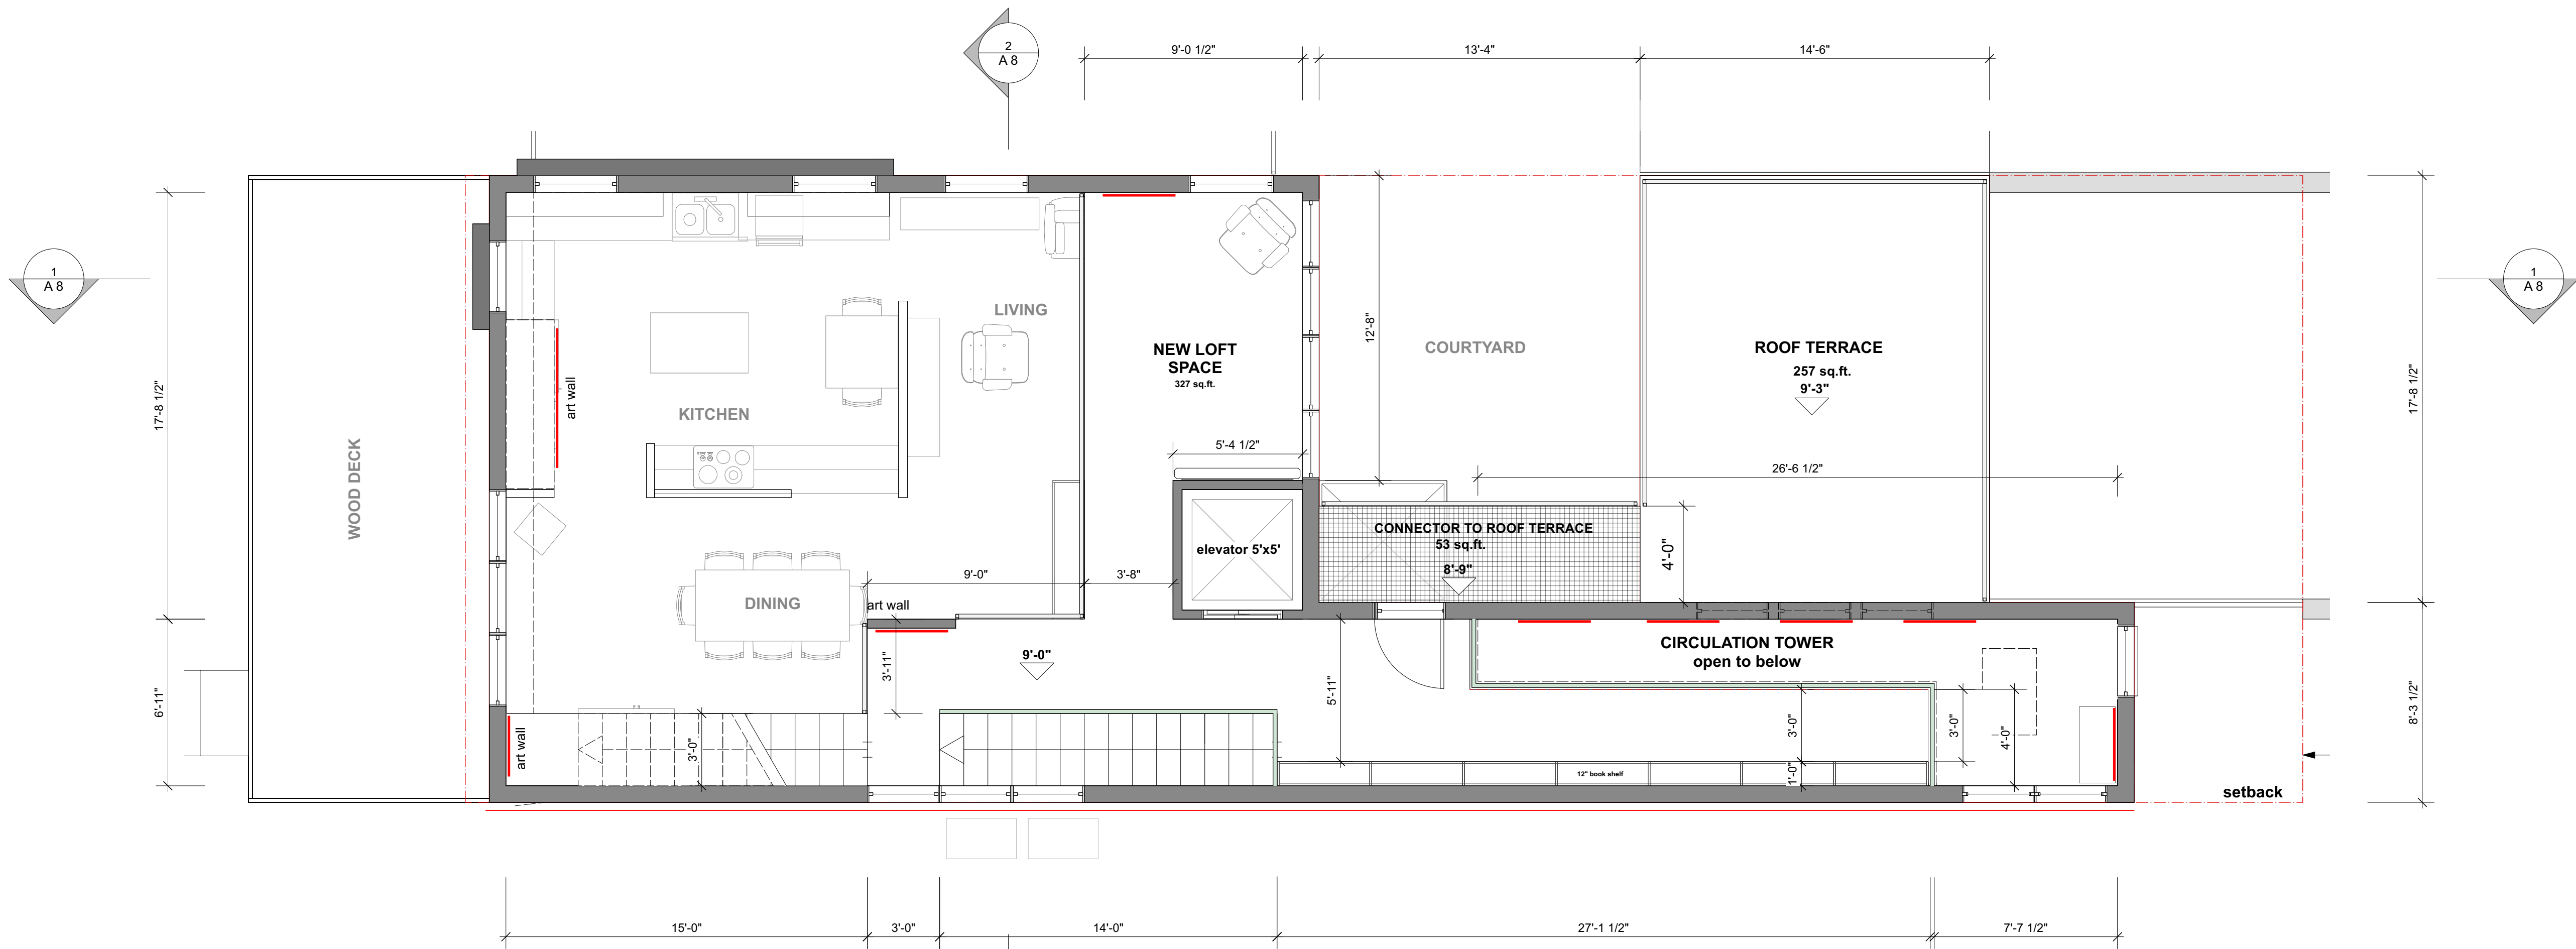 2
A 8
9'-0 1/2"
13'-4"
14'-6"
1
A 8
1
A 8
17'-8 1/2"
6'-11"
17'-8 1/2"
8'-3 1/2"
WOOD DECK
art wall
KITCHEN
LIVING
DINING
NEW LOFT
SPACE
327 sq.ft.
12'-8"
COURTYARD
ROOF TERRACE
257 sq.ft.
9'-3"
5'-4 1/2"
26'-6 1/2"
CONNECTOR TO ROOF TERRACE
53 sq.ft.
8'-9"
4'-0"
elevator 5'x5'
9'-0"
3'-8"
art wall
3'-11"
9'-0"
5'-11"
CIRCULATION TOWER
open to below
3'-0"
3'-0"
4'-0"
1'-0"
12" book shelf
art wall
3'-0"
setback
15'-0"
3'-0"
14'-0"
27'-1 1/2"
7'-7 1/2"